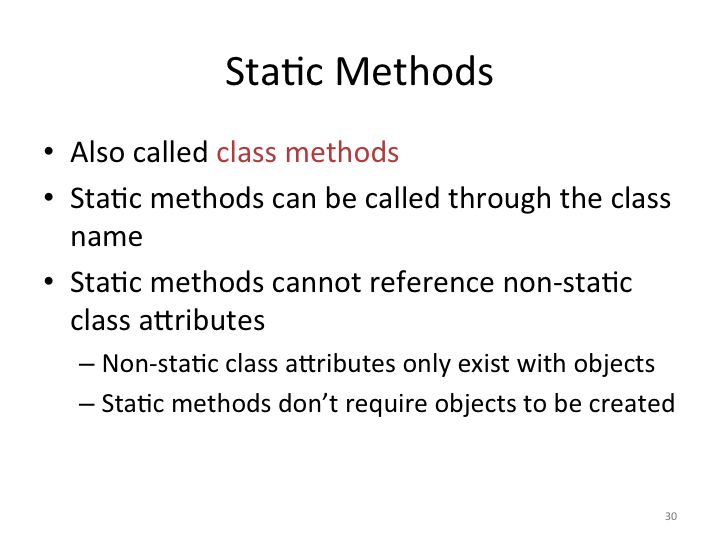 Static Methods
• Also called class methods
• Static methods can be called through the class
name
• Static methods cannot reference non-static
class attributes
– Non-static class attributes only exist with objects
– Static methods don’t require objects to be created
30